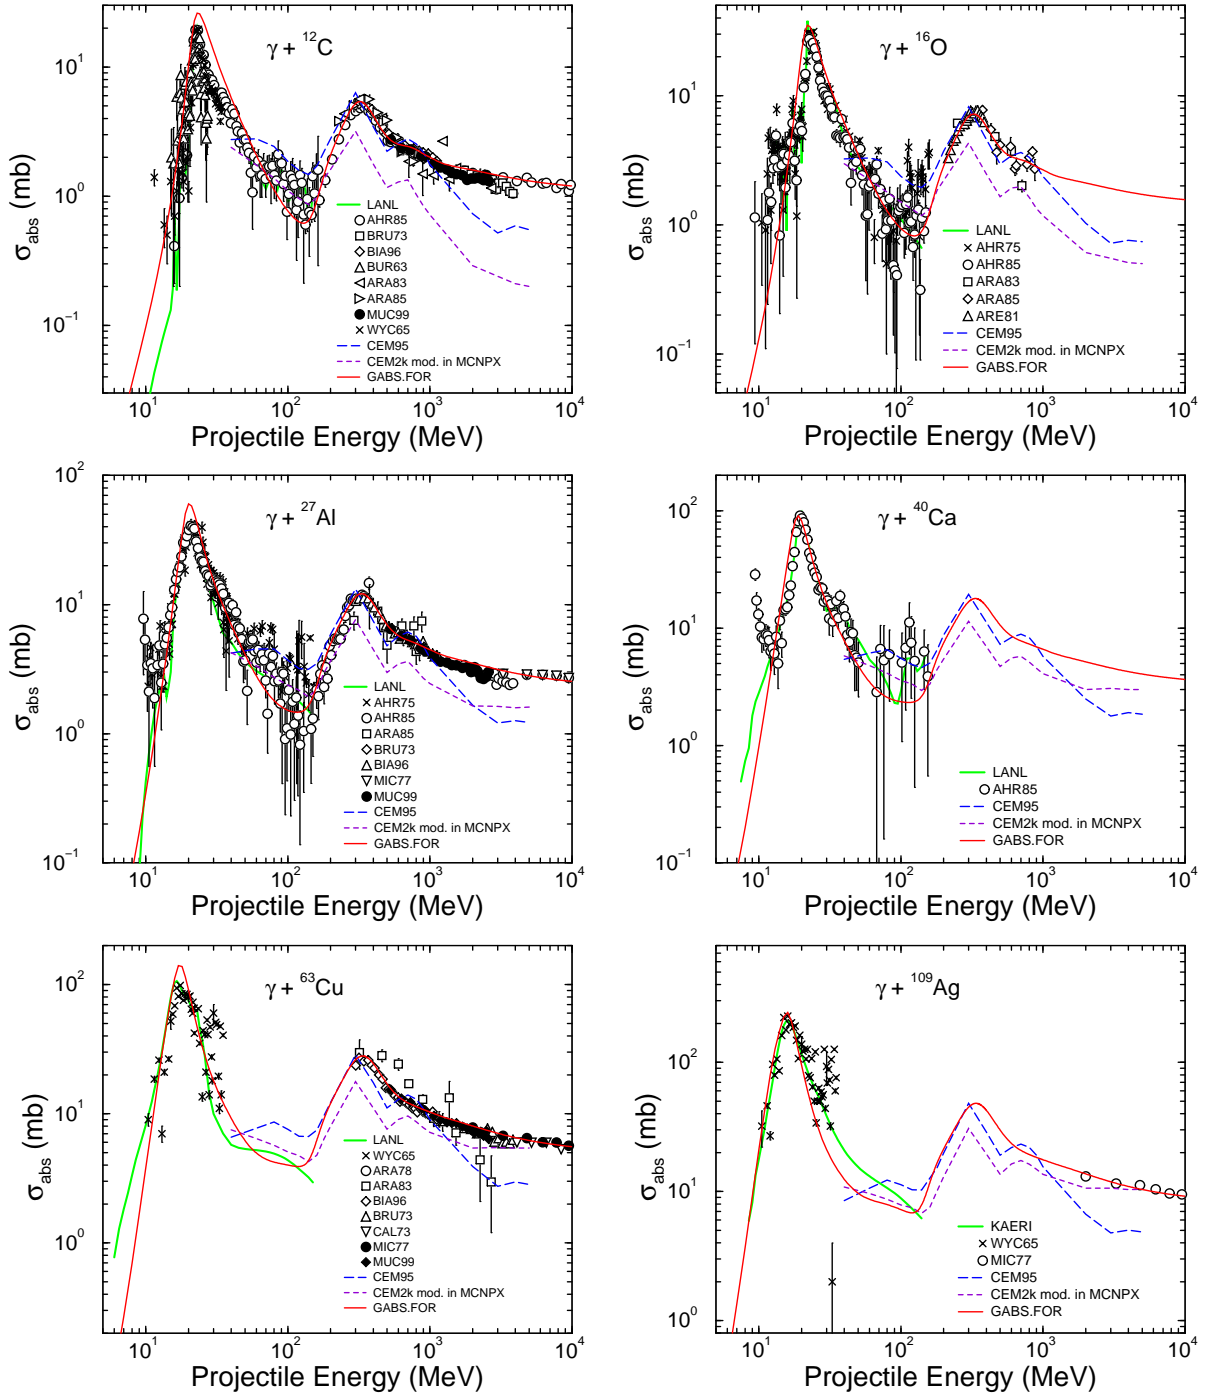 γ + ¹²C
σabs (mb)
10¹
10⁰
10⁻¹
LANL
AHR85
BRU73
BIA96
BUR63
ARA83
ARA85
MUC99
WYC65
CEM95
CEM2k mod. in MCNPX
GABS.FOR
10¹ 10² 10³ 10⁴
Projectile Energy (MeV)
γ + ¹⁶O
σabs (mb)
10¹
10⁰
10⁻¹
LANL
AHR75
AHR85
ARA83
ARA85
ARE81
CEM95
CEM2k mod. in MCNPX
GABS.FOR
10¹ 10² 10³ 10⁴
Projectile Energy (MeV)
γ + ²⁷Al
σabs (mb)
10²
10¹
10⁰
10⁻¹
LANL
AHR75
AHR85
ARA85
BRU73
BIA96
MIC77
MUC99
CEM95
CEM2k mod. in MCNPX
GABS.FOR
10¹ 10² 10³ 10⁴
Projectile Energy (MeV)
γ + ⁴⁰Ca
σabs (mb)
10²
10¹
10⁰
10⁻¹
LANL
AHR85
CEM95
CEM2k mod. in MCNPX
GABS.FOR
10¹ 10² 10³ 10⁴
Projectile Energy (MeV)
γ + ⁶³Cu
σabs (mb)
10²
10¹
10⁰
LANL
WYC65
ARA78
ARA83
BIA96
BRU73
CAL73
MIC77
MUC99
CEM95
CEM2k mod. in MCNPX
GABS.FOR
10¹ 10² 10³ 10⁴
Projectile Energy (MeV)
γ + ¹⁰⁹Ag
σabs (mb)
10²
10¹
10⁰
KAERI
WYC65
MIC77
CEM95
CEM2k mod. in MCNPX
GABS.FOR
10¹ 10² 10³ 10⁴
Projectile Energy (MeV)